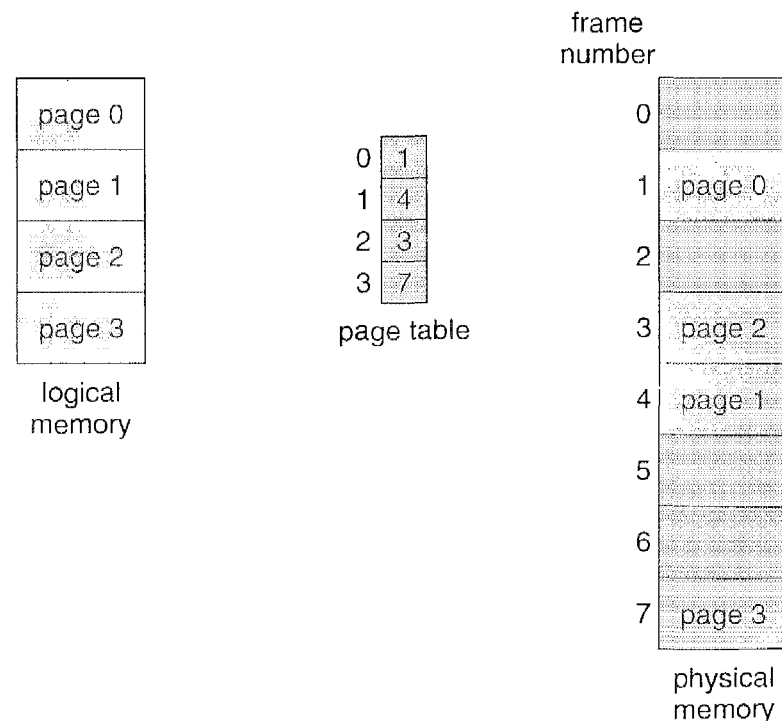 page 0
page 1
page 2
page 3
logical
memory
0 1
1 4
2 3
3 7
page table
frame
number
0
1 page 0
2
3 page 2
4 page 1
5
6
7 page 3
physical
memory